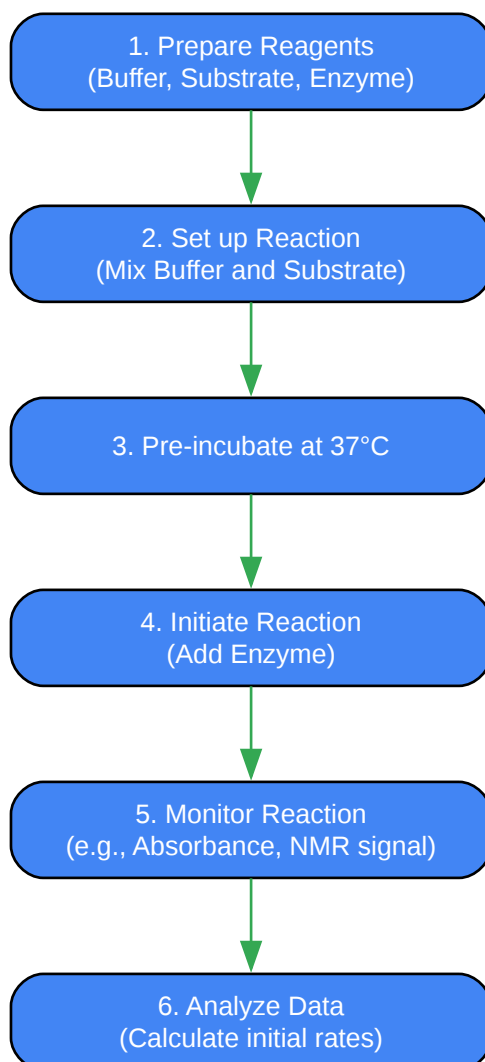 1. Prepare Reagents
(Buffer, Substrate, Enzyme)
2. Set up Reaction
(Mix Buffer and Substrate)
3. Pre-incubate at 37°C
4. Initiate Reaction
(Add Enzyme)
5. Monitor Reaction
(e.g., Absorbance, NMR signal)
6. Analyze Data
(Calculate initial rates)